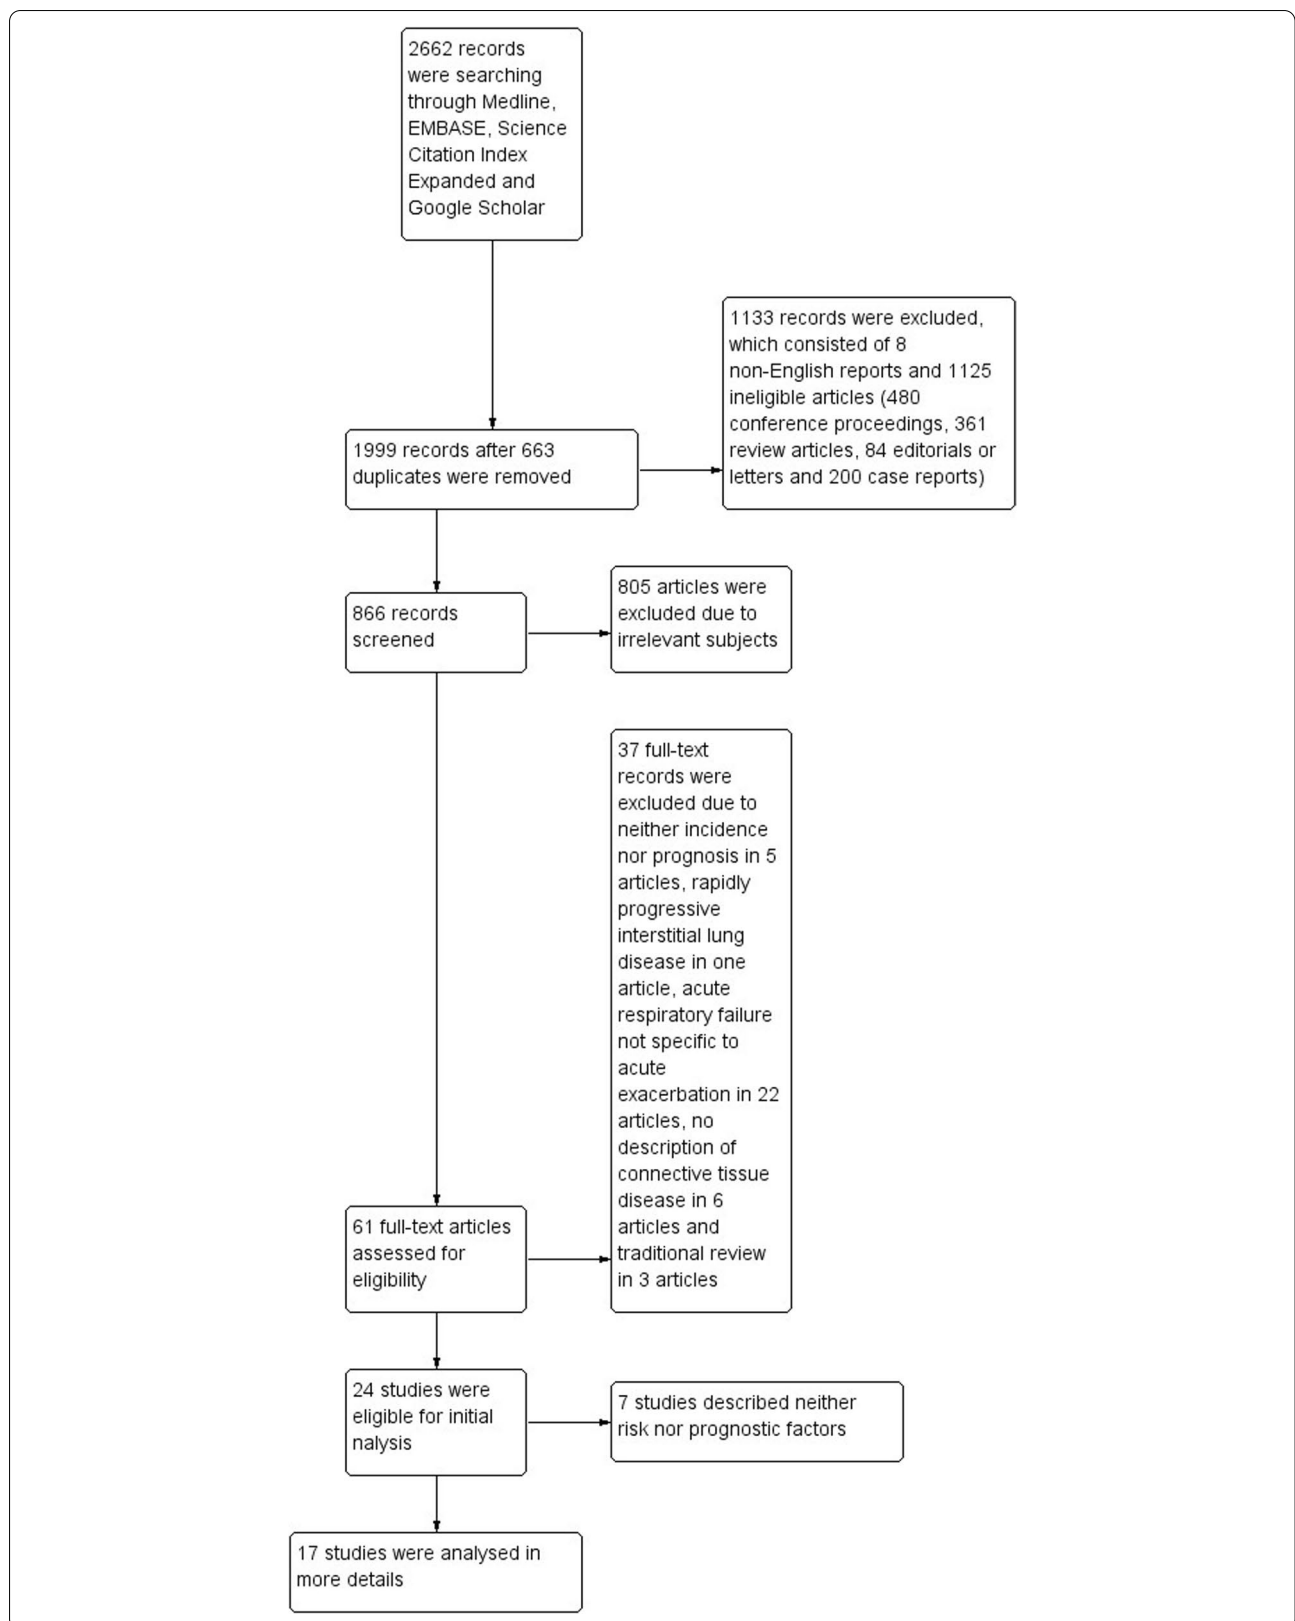 2662 records
were searching
through Medline,
EMBASE, Science
Citation Index
Expanded and
Google Scholar
1133 records were excluded,
which consisted of 8
non-English reports and 1125
ineligible articles (480
conference proceedings, 361
review articles, 84 editorials or
letters and 200 case reports)
1999 records after 663
duplicates were removed
805 articles were
excluded due to
irrelevant subjects
866 records
screened
37 full-text
records were
excluded due to
neither incidence
nor prognosis in 5
articles, rapidly
progressive
interstitial lung
disease in one
article, acute
respiratory failure
not specific to
acute
exacerbation in 22
articles, no
description of
connective tissue
disease in 6
articles and
traditional review
in 3 articles
61 full-text articles
assessed for
eligibility
24 studies were
eligible for initial
nalysis
7 studies described neither
risk nor prognostic factors
17 studies were analysed in
more details